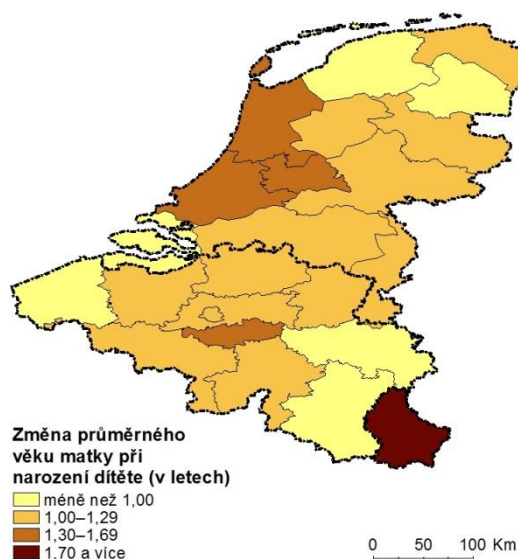 Změna průměrného
věku matky při
narození dítěte (v letech)
méně než 1,00
1,00–1,29
1,30–1,69
1,70 a více
0 50 100 Km